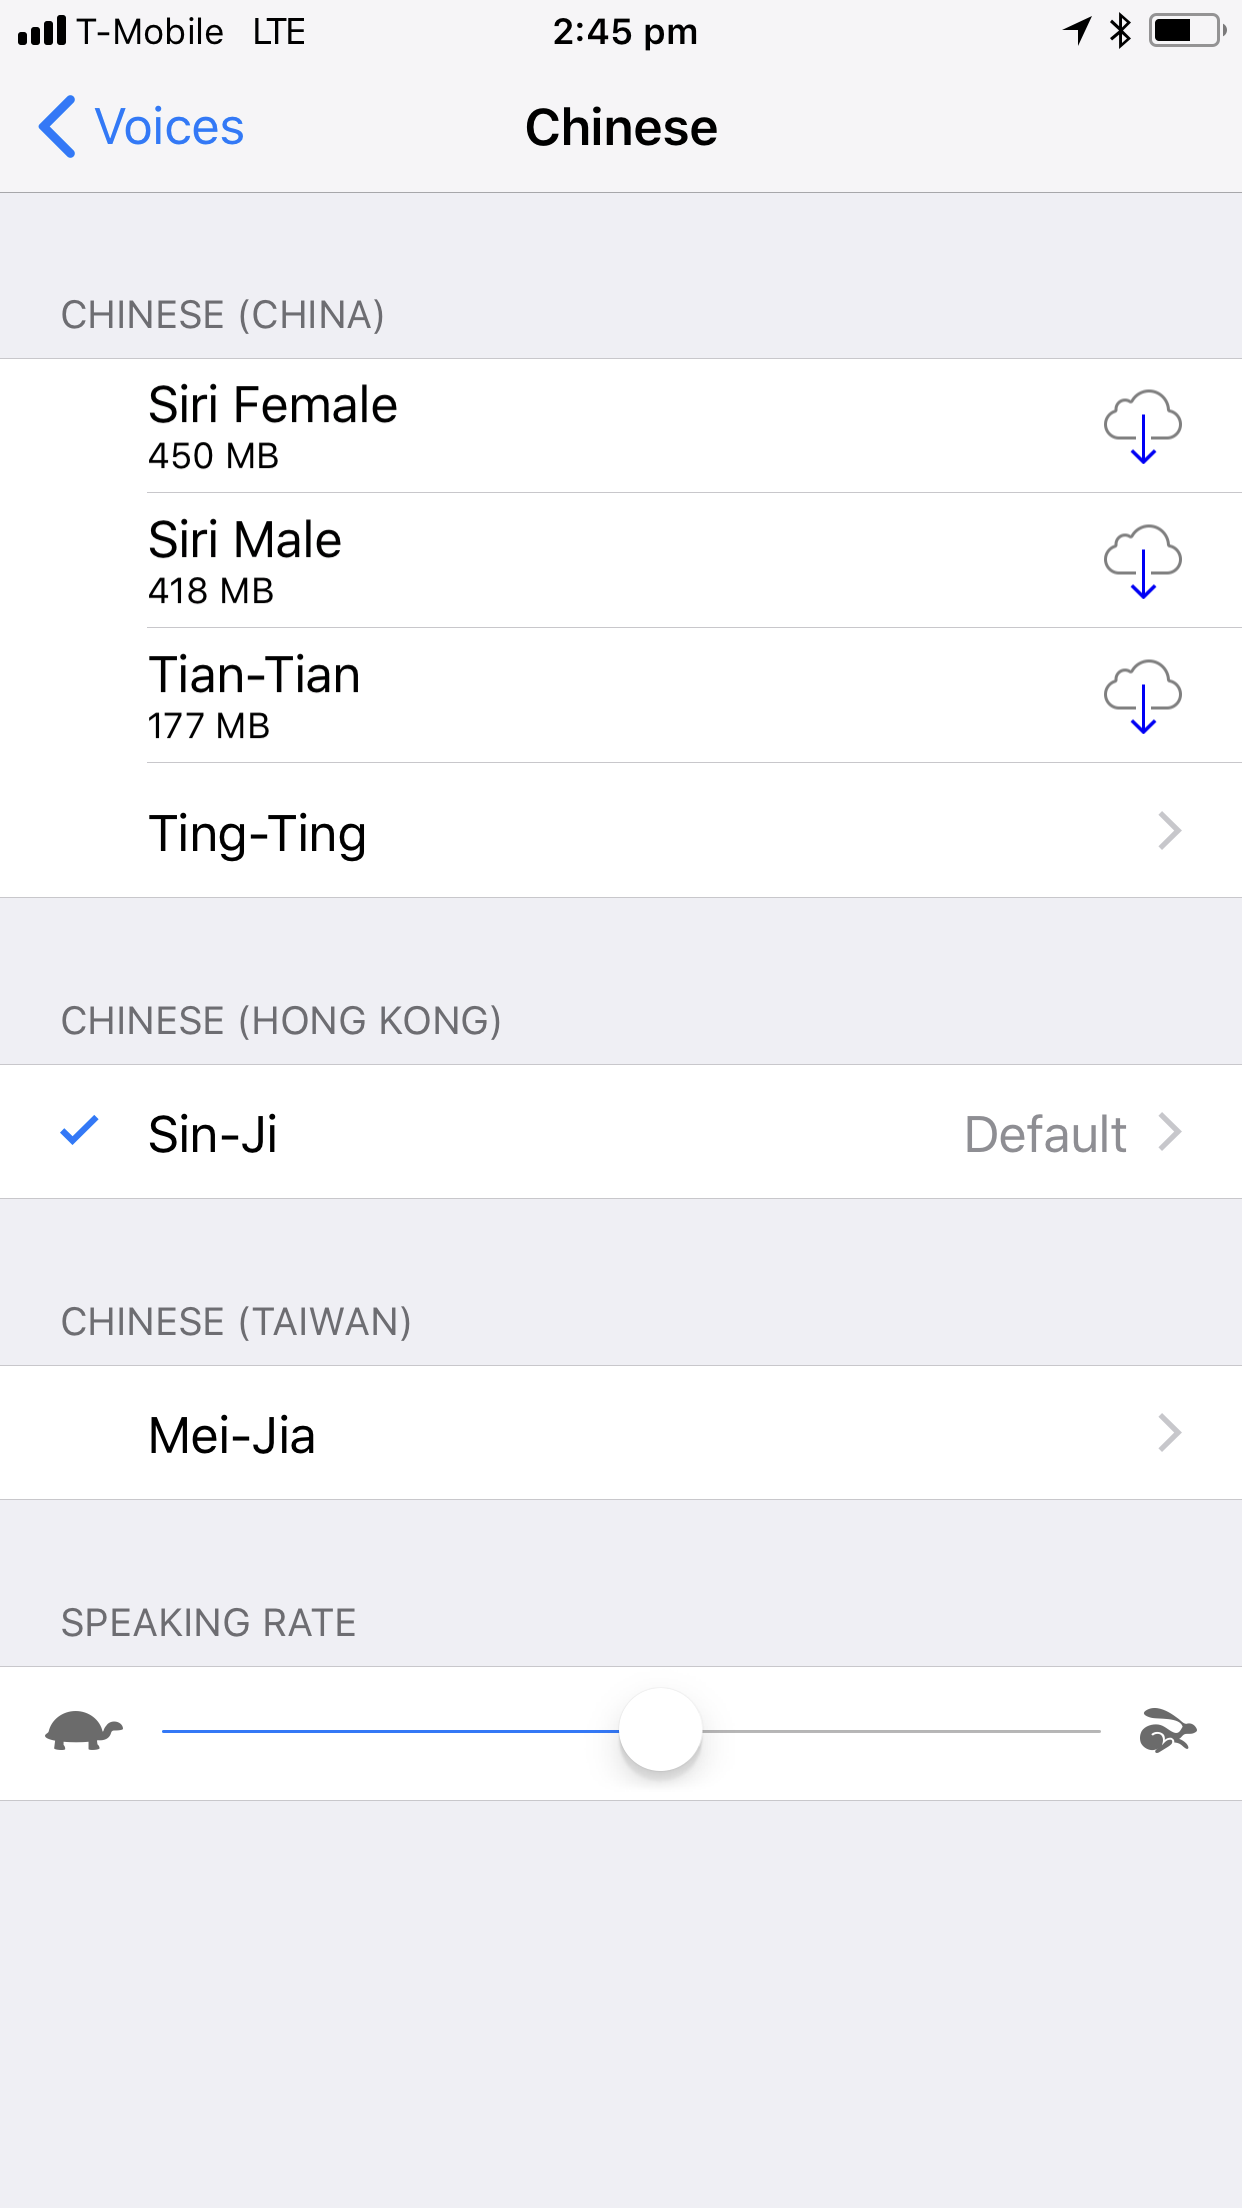 T-Mobile LTE 2:45 pm
Voices Chinese
CHINESE (CHINA)
Siri Female
450 MB
Siri Male
418 MB
Tian-Tian
177 MB
Ting-Ting
CHINESE (HONG KONG)
Sin-Ji Default
CHINESE (TAIWAN)
Mei-Jia
SPEAKING RATE